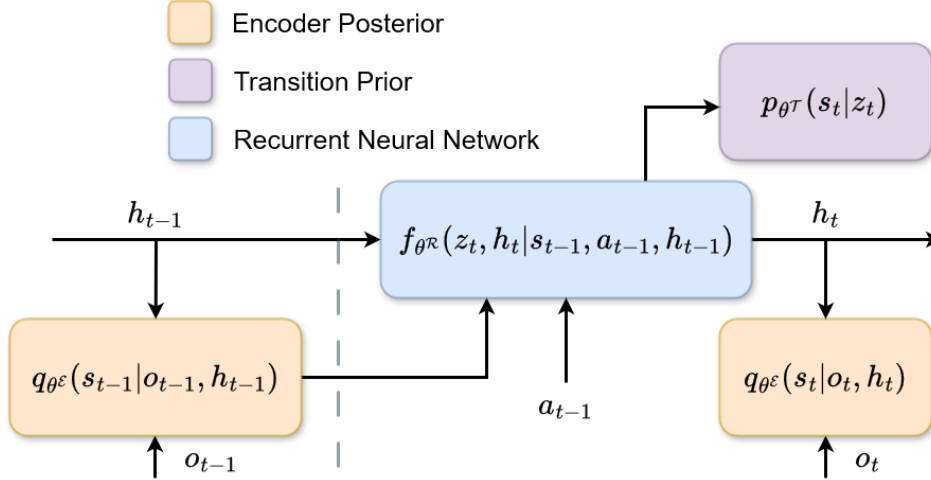 Encoder Posterior
Transition Prior
Recurrent Neural Network
p_{θ^𝒯}(s_t|z_t)
h_{t−1}
f_{θ^ℛ}(z_t, h_t|s_{t−1}, a_{t−1}, h_{t−1})
h_t
q_{θ^ℰ}(s_{t−1}|o_{t−1}, h_{t−1})
a_{t−1}
q_{θ^ℰ}(s_t|o_t, h_t)
o_{t−1}
o_t